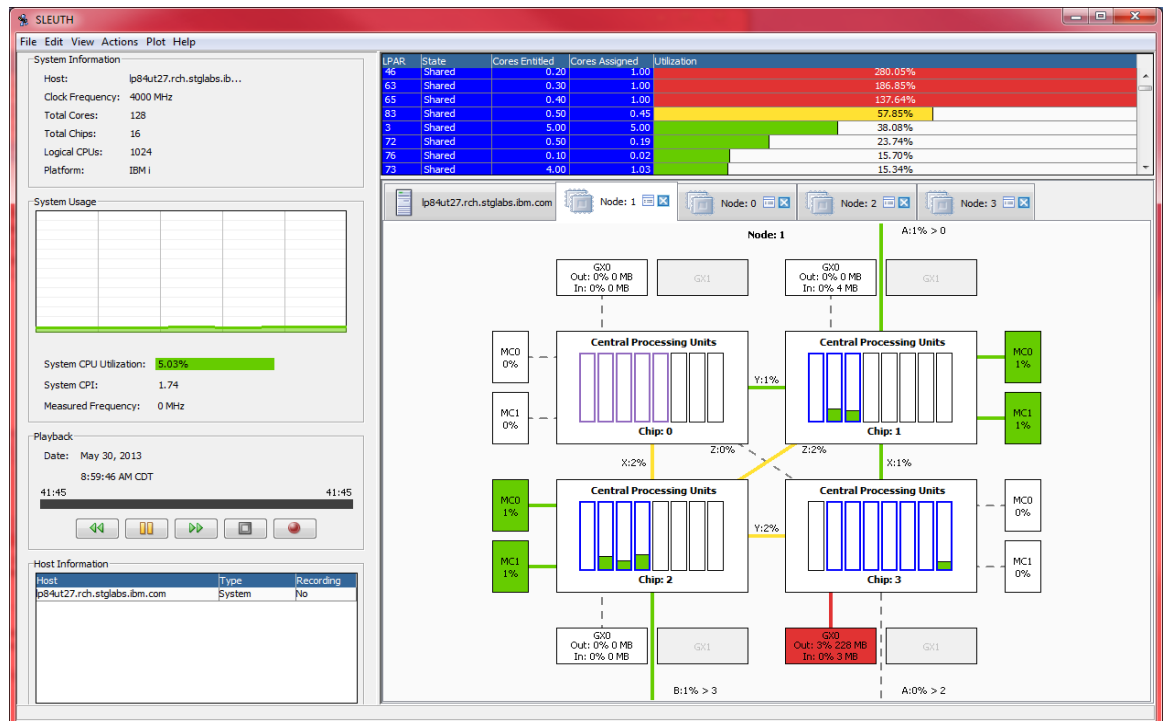 SLEUTH
File Edit View Actions Plot Help
System Information
Host: lp84ut27.rch.stglabs.ib...
Clock Frequency: 4000 MHz
Total Cores: 128
Total Chips: 16
Logical CPUs: 1024
Platform: IBM i
System Usage
System CPU Utilization: 5.03%
System CPI: 1.74
Measured Frequency: 0 MHz
Playback
Date: May 30, 2013
8:59:46 AM CDT
41:45 41:45
Host Information
Host Type Recording
lp84ut27.rch.stglabs.ibm.com System No
LPAR State Cores Entitled Cores Assigned Utilization
46 Shared 0.20 1.00 280.05%
63 Shared 0.30 1.00 186.85%
65 Shared 0.40 1.00 137.64%
83 Shared 0.50 0.45 57.85%
3 Shared 5.00 5.00 38.08%
72 Shared 0.50 0.19 23.74%
76 Shared 0.10 0.02 15.70%
73 Shared 4.00 1.03 15.34%
lp84ut27.rch.stglabs.ibm.com Node: 1 Node: 0 Node: 2 Node: 3
Node: 1
A:1% > 0
GX0
Out: 0% 0 MB
In: 0% 0 MB
GX1
GX0
Out: 0% 0 MB
In: 0% 4 MB
GX1
MC0
0%
MC1
0%
Central Processing Units
Chip: 0
Y:1%
Central Processing Units
Chip: 1
MC0
1%
MC1
1%
X:2%
Z:0%
Z:2%
X:1%
MC0
1%
MC1
1%
Central Processing Units
Chip: 2
Y:2%
Central Processing Units
Chip: 3
MC0
0%
MC1
0%
GX0
Out: 0% 0 MB
In: 0% 0 MB
GX1
GX0
Out: 3% 228 MB
In: 0% 3 MB
GX1
B:1% > 3
A:0% > 2